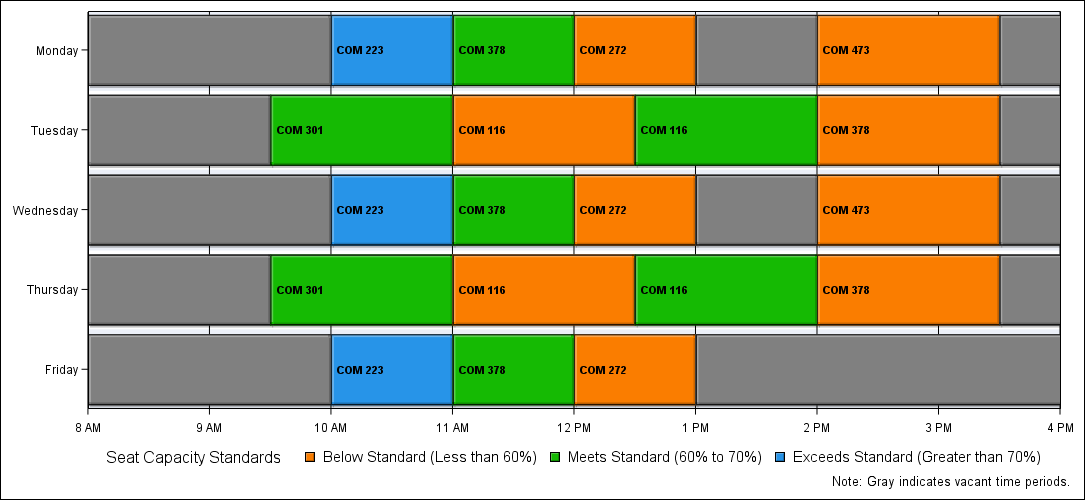 Monday COM 223 COM 378 COM 272 COM 473
Tuesday COM 301 COM 116 COM 116 COM 378
Wednesday COM 223 COM 378 COM 272 COM 473
Thursday COM 301 COM 116 COM 116 COM 378
Friday COM 223 COM 378 COM 272
8 AM 9 AM 10 AM 11 AM 12 PM 1 PM 2 PM 3 PM 4 PM
Seat Capacity Standards Below Standard (Less than 60%) Meets Standard (60% to 70%) Exceeds Standard (Greater than 70%)
Note: Gray indicates vacant time periods.